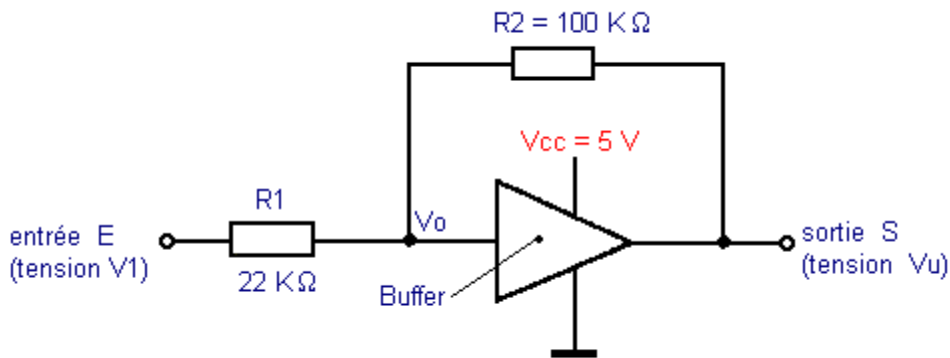 R2 = 100 K Ω
Vcc = 5 V
R1
Vo
entrée E
(tension V1)
22 K Ω
Buffer
sortie S
(tension Vu)